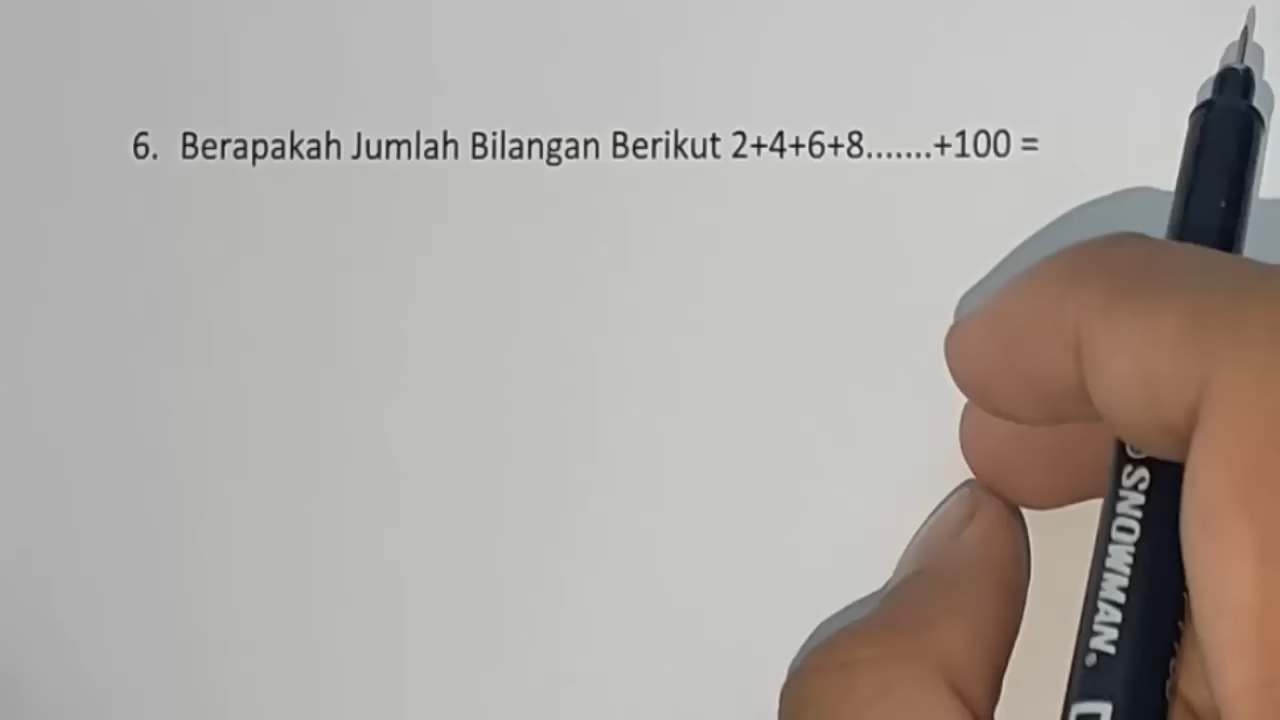 6. Berapakah Jumlah Bilangan Berikut 2+4+6+8.......+100 =
SNOWMAN.